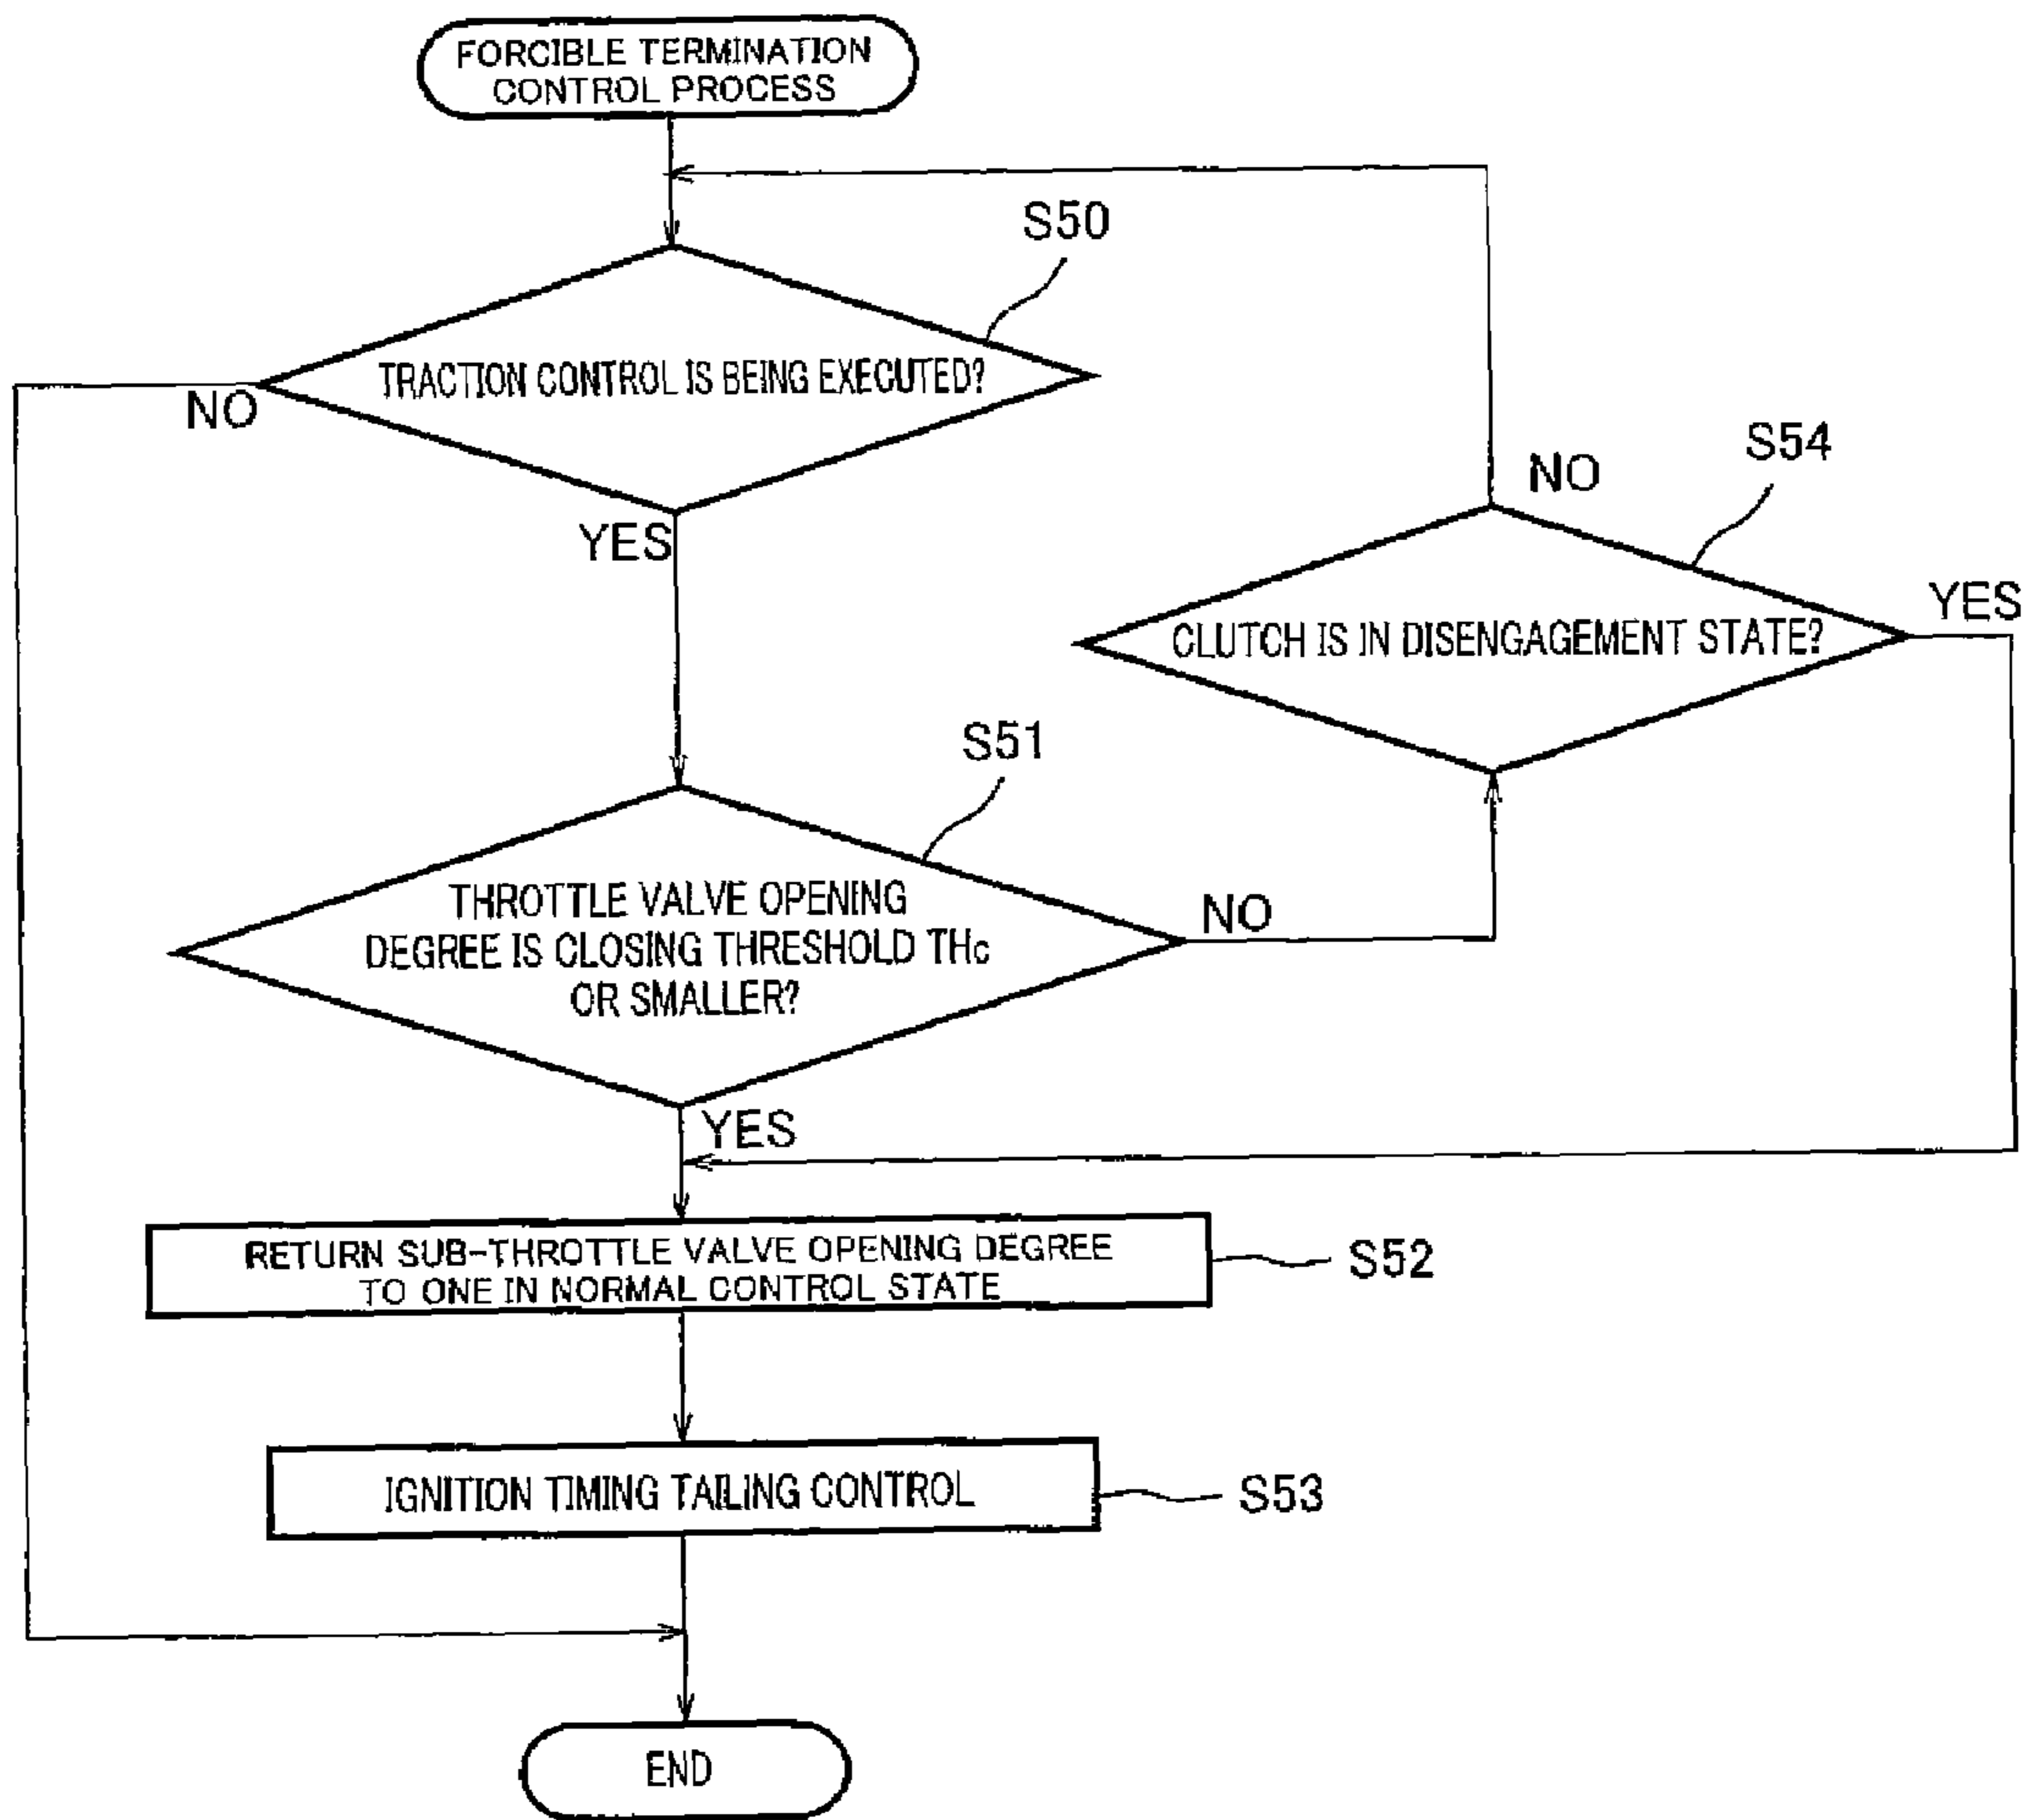 FORCIBLE TERMINATION
CONTROL PROCESS
S50
TRACTION CONTROL IS BEING EXECUTED?
NO
YES
S54
NO
YES
CLUTCH IS IN DISENGAGEMENT STATE?
S51
THROTTLE VALVE OPENING
DEGREE IS CLOSING THRESHOLD THc
OR SMALLER?
NO
YES
RETURN SUB-THROTTLE VALVE OPENING DEGREE
TO ONE IN NORMAL CONTROL STATE
S52
IGNITION TIMING TAILING CONTROL
S53
END